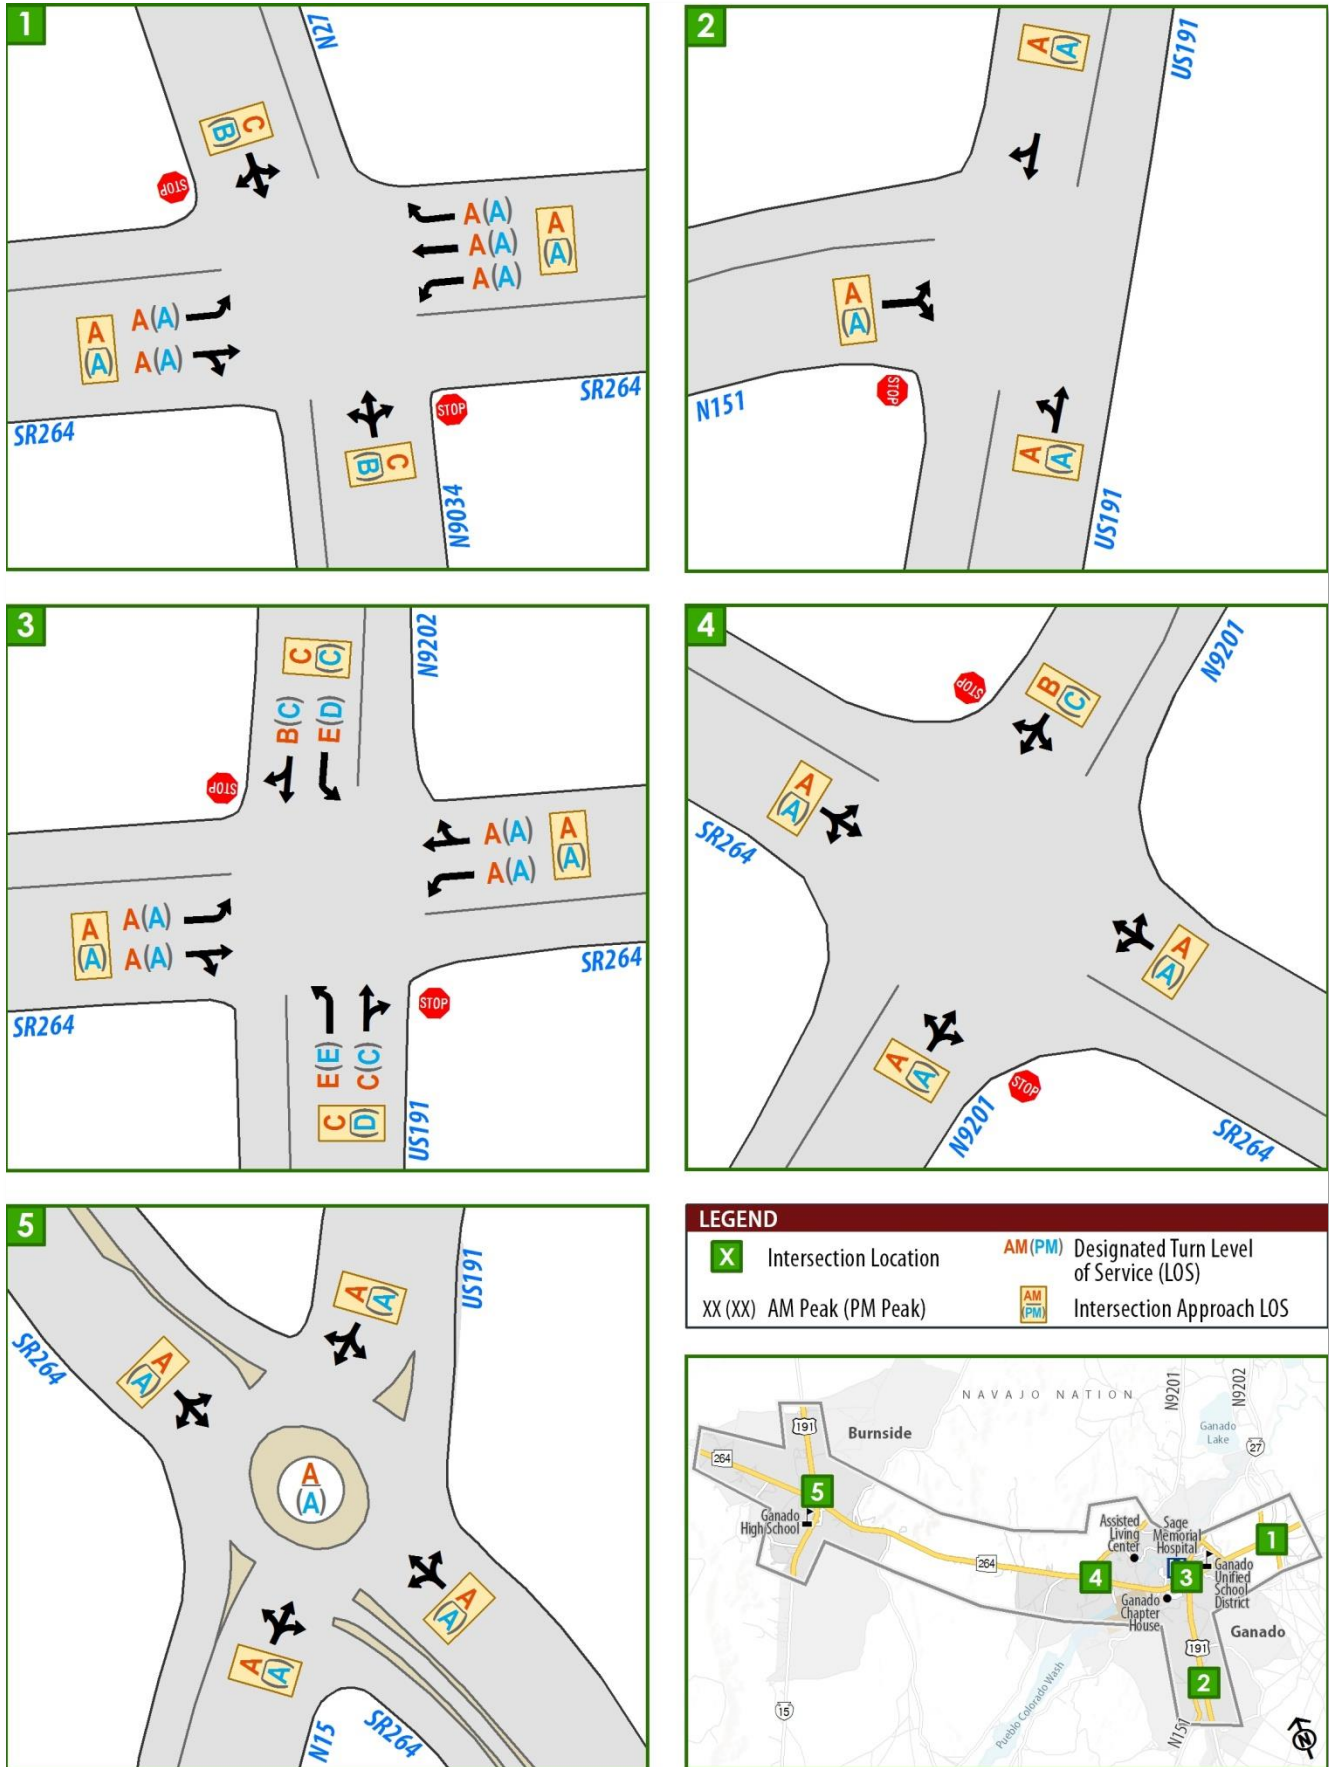 1
N27
C
(B)
STOP
A(A)
A(A)
A(A)
A
(A)
A
(A)
A(A)
A(A)
SR264
SR264
STOP
C
(B)
N9034
2
US191
A
(A)
A
(A)
N151
STOP
A
(A)
US191
3
N9202
C
(C)
B(C)
E(D)
STOP
A(A)
A(A)
A
(A)
A
(A)
A(A)
A(A)
SR264
SR264
STOP
E(E)
C(C)
C
(D)
US191
4
N9201
STOP
B
(C)
A
(A)
SR264
A
(A)
A
(A)
STOP
N9201
SR264
5
US191
A
(A)
SR264
A
(A)
A
(A)
A
(A)
A
(A)
N15
SR264
LEGEND
X Intersection Location
XX (XX) AM Peak (PM Peak)
AM(PM) Designated Turn Level
of Service (LOS)
AM
(PM)
Intersection Approach LOS
NAVAJO NATION
N9201
N9202
191
Burnside
Ganado
Lake
27
264
5
Ganado
High School
Assisted
Living
Center
Sage
Memorial
Hospital
1
264
4
3
Ganado
Unified
School
District
Ganado
Chapter
House
Ganado
191
2
15
Pueblo Colorado Wash
N151
N